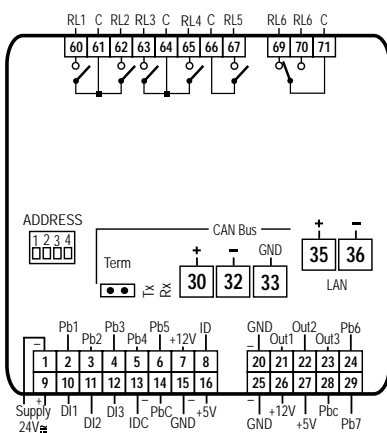 RL1 C RL2 RL3 C RL4 C RL5 RL6 RL6 C
60 61 62 63 64 65 66 67 69 70 71
ADDRESS
1 2 3 4
CAN Bus
Term
Tx
Rx
+ − GND
30 32 33
+ −
35 36
LAN
Pb1 Pb2 Pb3 Pb4 Pb5 +12V ID
− 1 2 3 4 5 6 7 8
9 10 11 12 13 14 15 16
+ − −
Supply 24V≅ DI1 DI2 DI3 IDC PbC GND +5V
GND Out1 Out2 Out3 Pb6
− 20 21 22 23 24
25 26 27 28 29
− GND +12V +5V Pbc Pb7